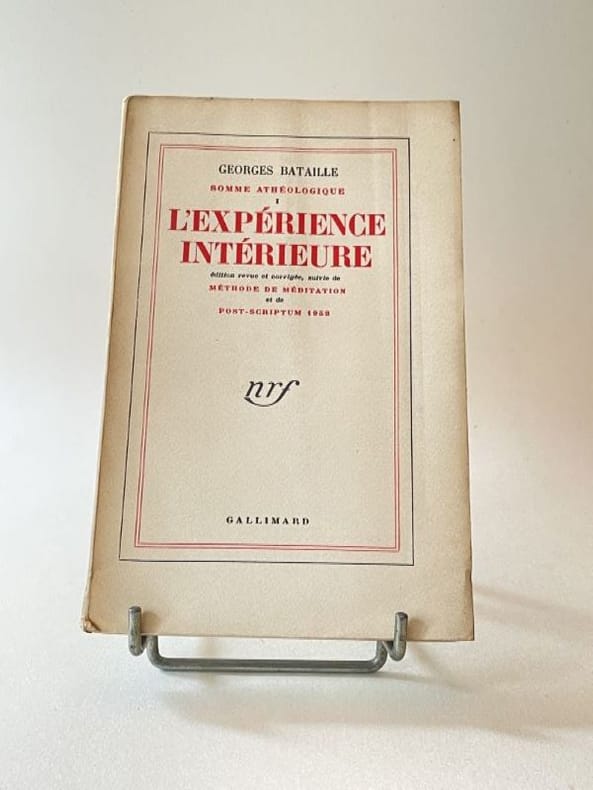 GEORGES BATAILLE
SOMME ATHÉOLOGIQUE
I
L'EXPÉRIENCE
INTÉRIEURE
édition revue et corrigée, suivie de
MÉTHODE DE MÉDITATION
et de
POST-SCRIPTUM 1953
nrf
GALLIMARD